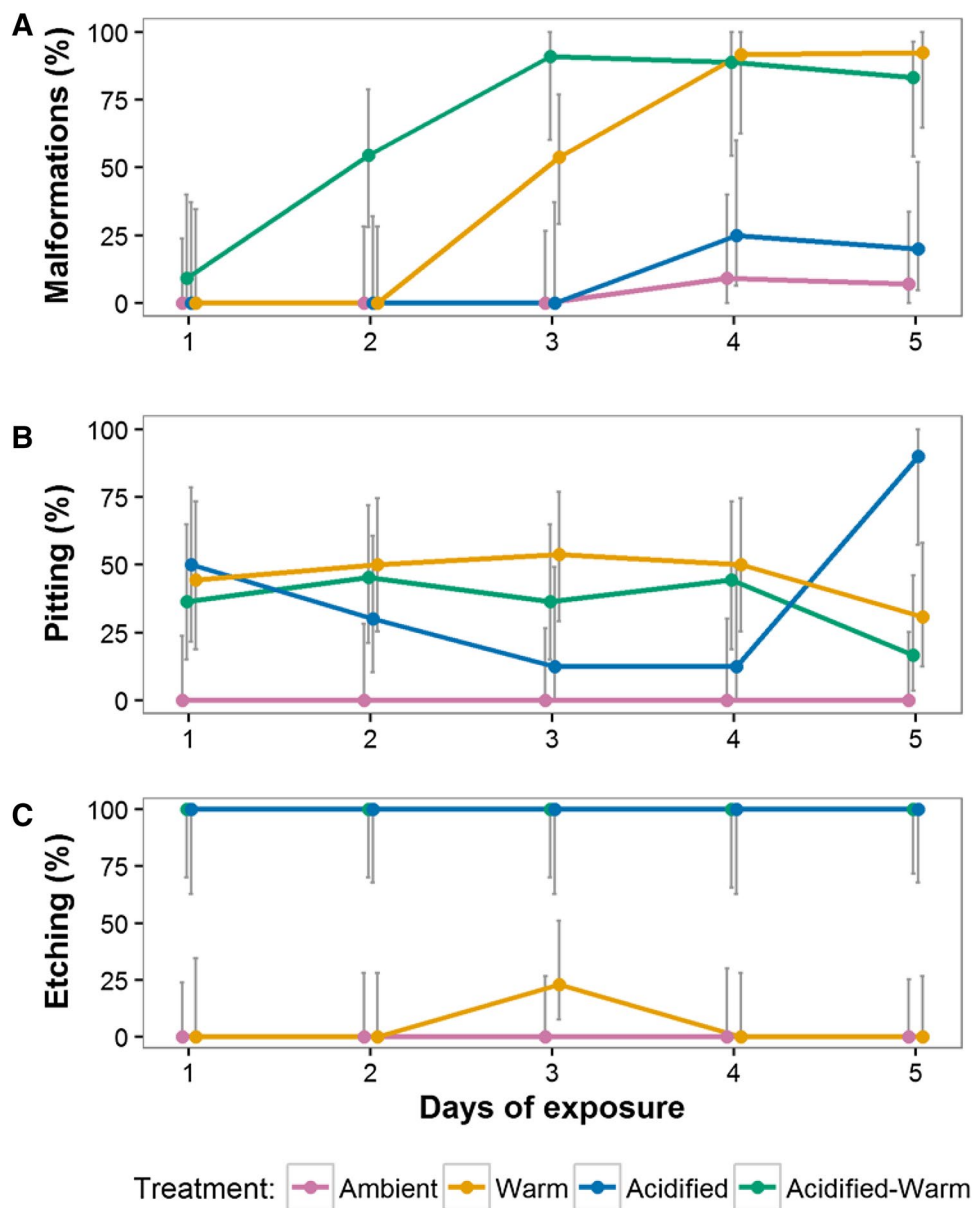 A
Malformations (%)
100
75
50
25
0
1 2 3 4 5
B
Pitting (%)
100
75
50
25
0
1 2 3 4 5
C
Etching (%)
100
75
50
25
0
1 2 3 4 5
Days of exposure
Treatment: Ambient Warm Acidified Acidified-Warm